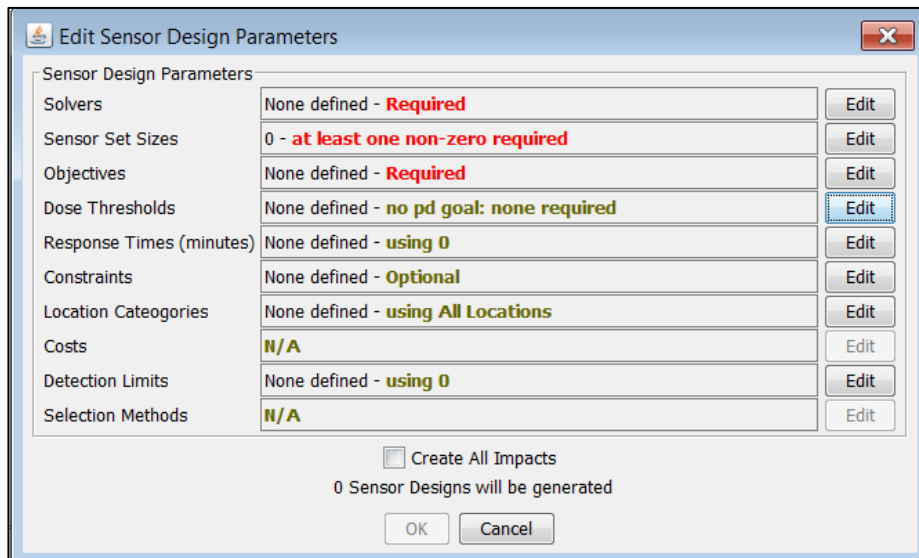 Edit Sensor Design Parameters
Sensor Design Parameters
Solvers None defined - Required Edit
Sensor Set Sizes 0 - at least one non-zero required Edit
Objectives None defined - Required Edit
Dose Thresholds None defined - no pd goal: none required Edit
Response Times (minutes) None defined - using 0 Edit
Constraints None defined - Optional Edit
Location Cateogories None defined - using All Locations Edit
Costs N/A Edit
Detection Limits None defined - using 0 Edit
Selection Methods N/A Edit
Create All Impacts
0 Sensor Designs will be generated
OK Cancel